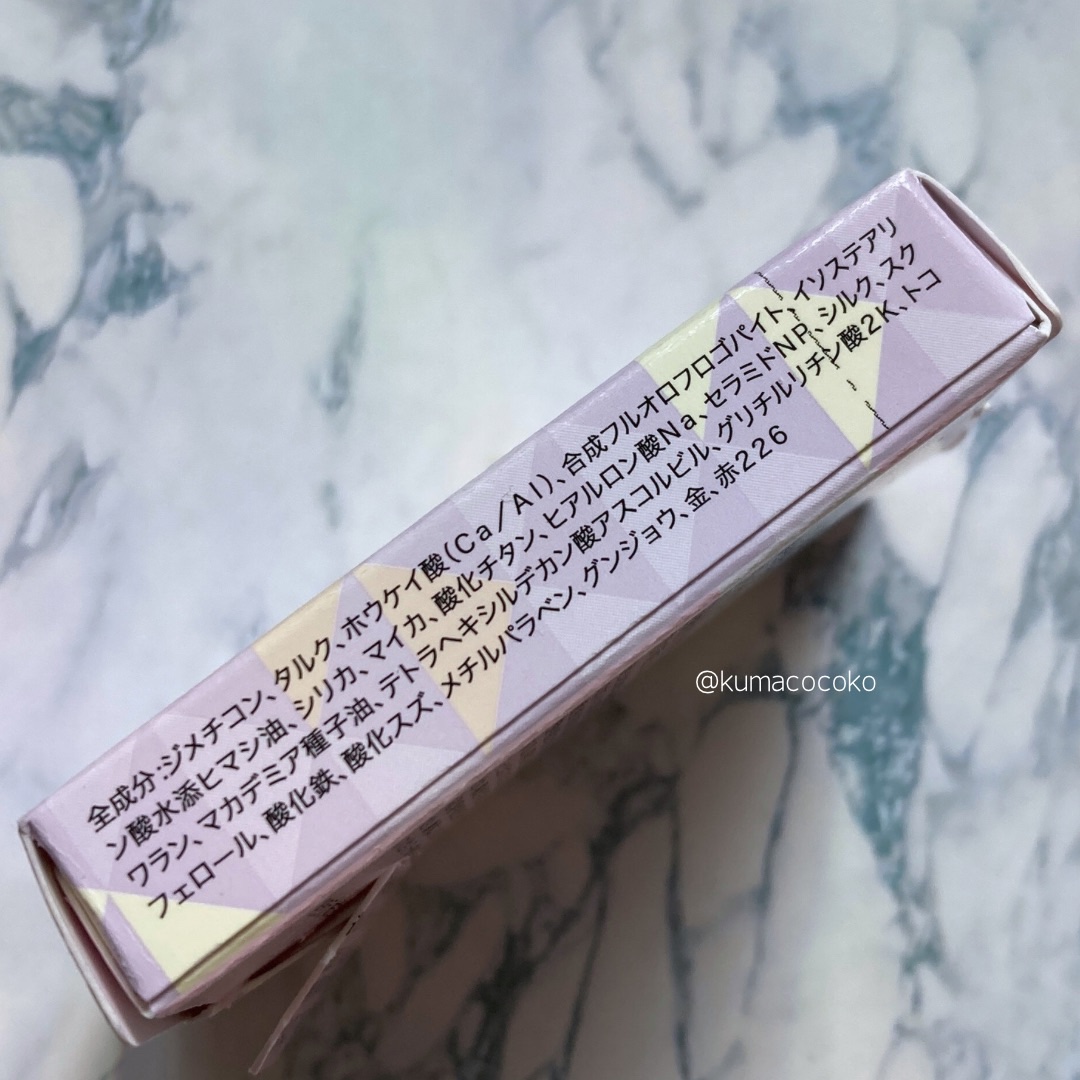 全成分:ジメチコン、タルク、ホウケイ酸(Ca/Al)、合成フルオロフロゴパイト、イソステアリ
ン酸水添ヒマシ油、シリカ、マイカ、酸化チタン、ヒアルロン酸Na、セラミドNP、シルク、スク
ワラン、マカデミア種子油、テトラヘキシルデカン酸アスコルビル、グリチルリチン酸2K、トコ
フェロール、酸化鉄、酸化スズ、メチルパラベン、グンジョウ、金、赤226
@kumacocoko